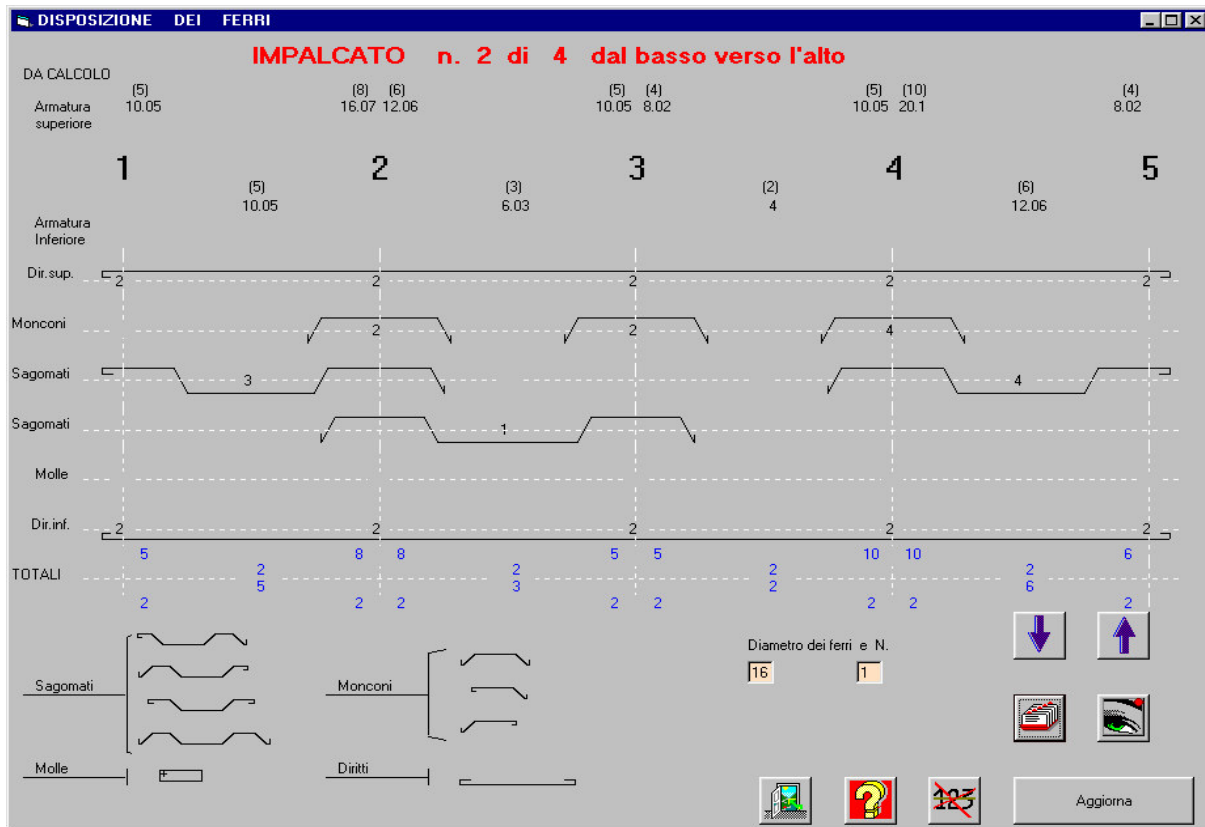 DISPOSIZIONE DEI FERRI
IMPALCATO n. 2 di 4 dal basso verso l'alto
DA CALCOLO
(5) (8) (6) (5) (4) (5) (10) (4)
Armatura 10.05 16.07 12.06 10.05 8.02 10.05 20.1 8.02
superiore
1 2 3 4 5
(5) (3) (2) (6)
10.05 6.03 4 12.06
Armatura
Inferiore
Dir.sup. 2 2 2 2 2
Monconi 2 2 4
Sagomati 3 4
Sagomati 1
Molle
Dir.inf. 2 2 2 2 2
5 8 8 5 5 10 10 6
2 2 2 2
TOTALI
5 3 2 6
2 2 2 2 2 2 2 2
Diametro dei ferri e N.
16 1
Sagomati Monconi
Molle Diritti
123
Aggiorna